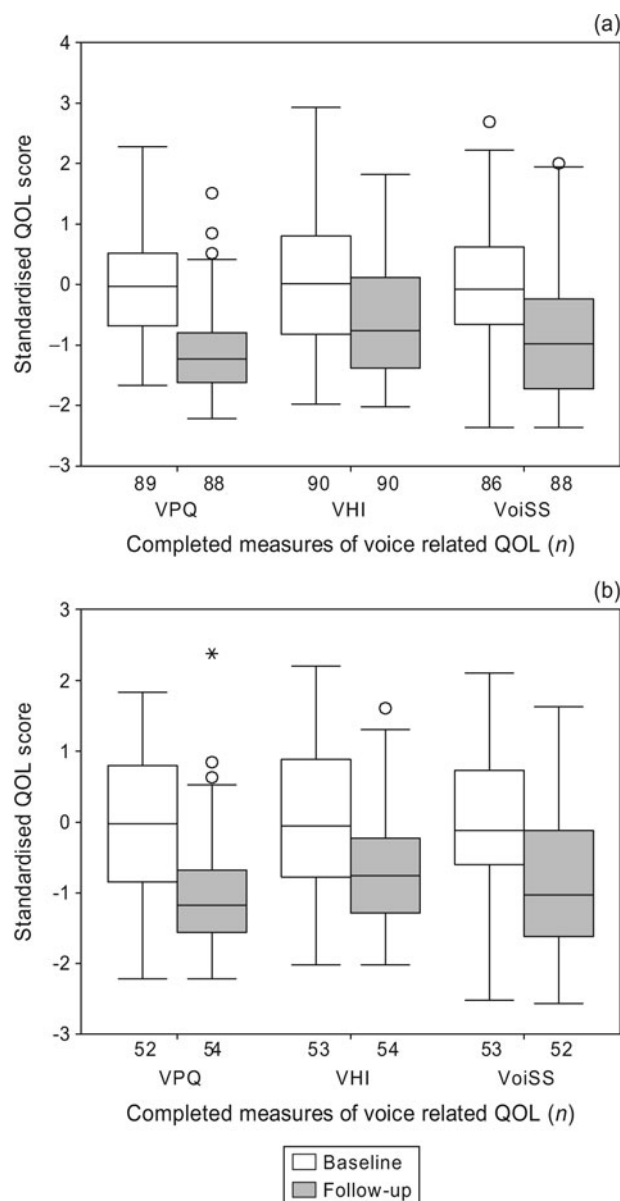 (a)
4
3
2
1
0
–1
–2
–3
Standardised QOL score
89 88 90 90 86 88
VPQ VHI VoiSS
Completed measures of voice related QOL (n)
(b)
3
2
1
0
-1
-2
-3
Standardised QOL score
52 54 53 54 53 52
VPQ VHI VoiSS
Completed measures of voice related QOL (n)
Baseline
Follow-up